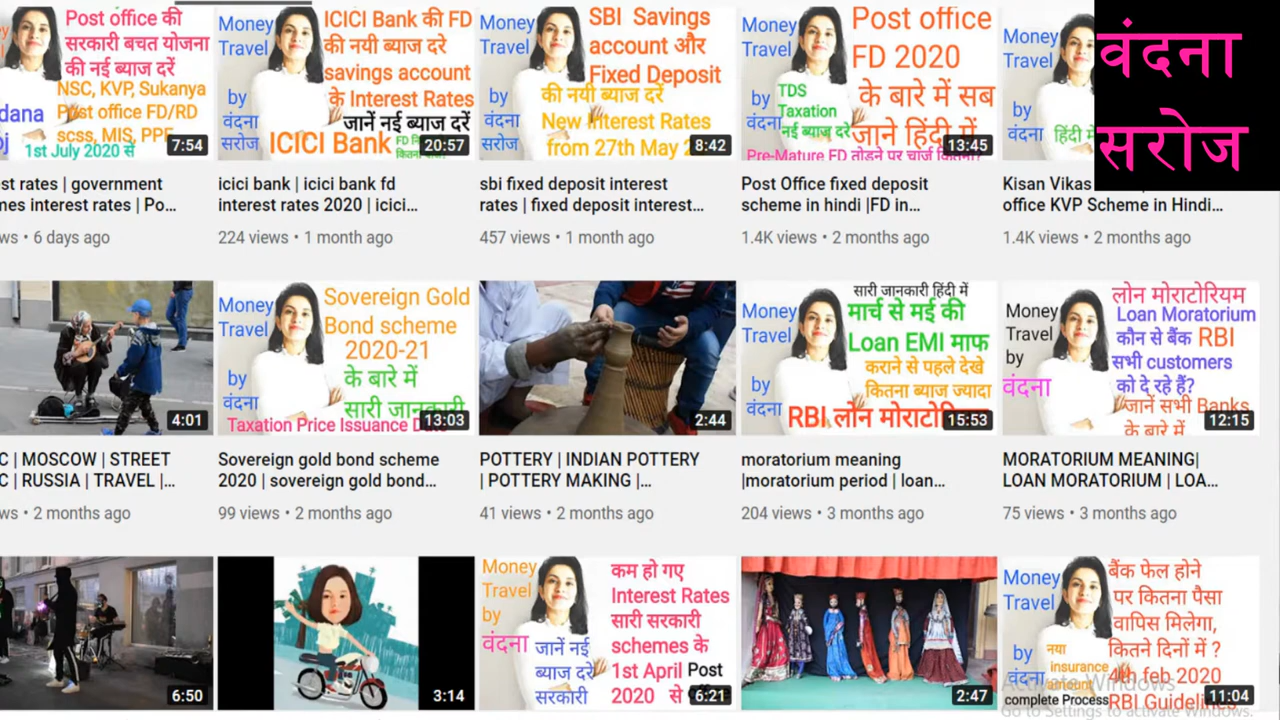 Post office की
सरकारी बचत योजना
की नई ब्याज दरें
NSC, KVP, Sukanya
Post office FD/RD
scss, MIS, PPF
1st July 2020 से
7:54
Money
Travel
by
वंदना
सरोज
ICICI Bank की FD
की नयी ब्याज दरे
savings account
के Interest Rates
जानें नई ब्याज दरें
ICICI Bank
20:57
Money
Travel
by
वंदना
सरोज
SBI Savings
account और
Fixed Deposit
की नयी ब्याज दरें
New Interest Rates
from 27th May
8:42
Money
Travel
by
वंदना
Post office
FD 2020
के बारे में सब
जाने हिंदी में
TDS
Taxation
नई ब्याज दरे
Pre-Mature FD तोड़ने पर चार्ज कितना?
13:45
Money
Travel
by
वंदना
वंदना
सरोज
st rates | government
nes interest rates | Po...
ws • 6 days ago
icici bank | icici bank fd
interest rates 2020 | icici...
224 views • 1 month ago
sbi fixed deposit interest
rates | fixed deposit interest...
457 views • 1 month ago
Post Office fixed deposit
scheme in hindi |FD in...
1.4K views • 2 months ago
Kisan Vikas
office KVP Scheme in Hindi...
1.4K views • 2 months ago
4:01
Money
Travel
by
वंदना
Sovereign Gold
Bond scheme
2020-21
के बारे में
सारी जानकारी
Taxation Price Issuance
13:03
2:44
Money
Travel
by
वंदना
सारी जानकारी हिंदी में
मार्च से मई की
Loan EMI माफ
कराने से पहले देखे
कितना ब्याज ज्यादा
RBI लोन
15:53
Money
Travel
by
वंदना
लोन मोराटोरियम
Loan Moratorium
कौन से बैंक RBI
सभी customers
को दे रहे हैं?
जानें सभी Banks
के बारे में
12:15
C | MOSCOW | STREET
C | RUSSIA | TRAVEL |...
ws • 2 months ago
Sovereign gold bond scheme
2020 | sovereign gold bond...
99 views • 2 months ago
POTTERY | INDIAN POTTERY
| POTTERY MAKING |...
41 views • 2 months ago
moratorium meaning
|moratorium period | loan...
204 views • 3 months ago
MORATORIUM MEANING|
LOAN MORATORIUM | LOA...
75 views • 3 months ago
6:50
3:14
Money
Travel
by
वंदना
कम हो गए
Interest Rates
सारी सरकारी
schemes के
1st April Post
2020 से
जानें नई
ब्याज दरें
सरकारी
6:21
2:47
Money
Travel
by
वंदना
बैंक फेल होने
पर कितना पैसा
वापिस मिलेगा,
कितने दिनों में ?
नया
insurance
amount
4th feb 2020
complete Process
RBI Guidelines
11:04
Activate Windows
Go to Settings to activate Windows.